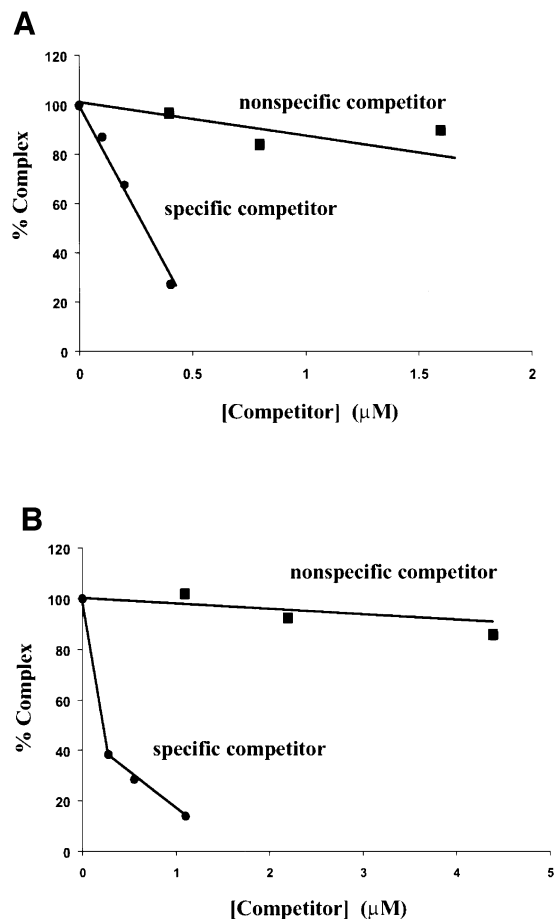 A
120
100
80
60
40
20
0
% Complex
nonspecific competitor
specific competitor
0 0.5 1 1.5 2
[Competitor] (μM)
B
120
100
80
60
40
20
0
% Complex
nonspecific competitor
specific competitor
0 1 2 3 4 5
[Competitor] (μM)